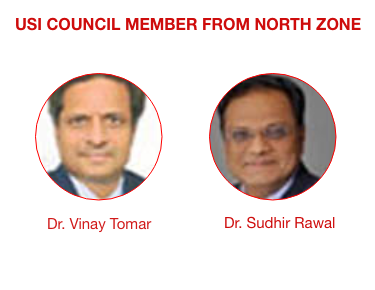 USI COUNCIL MEMBER FROM NORTH ZONE
Dr. Vinay Tomar
Dr. Sudhir Rawal